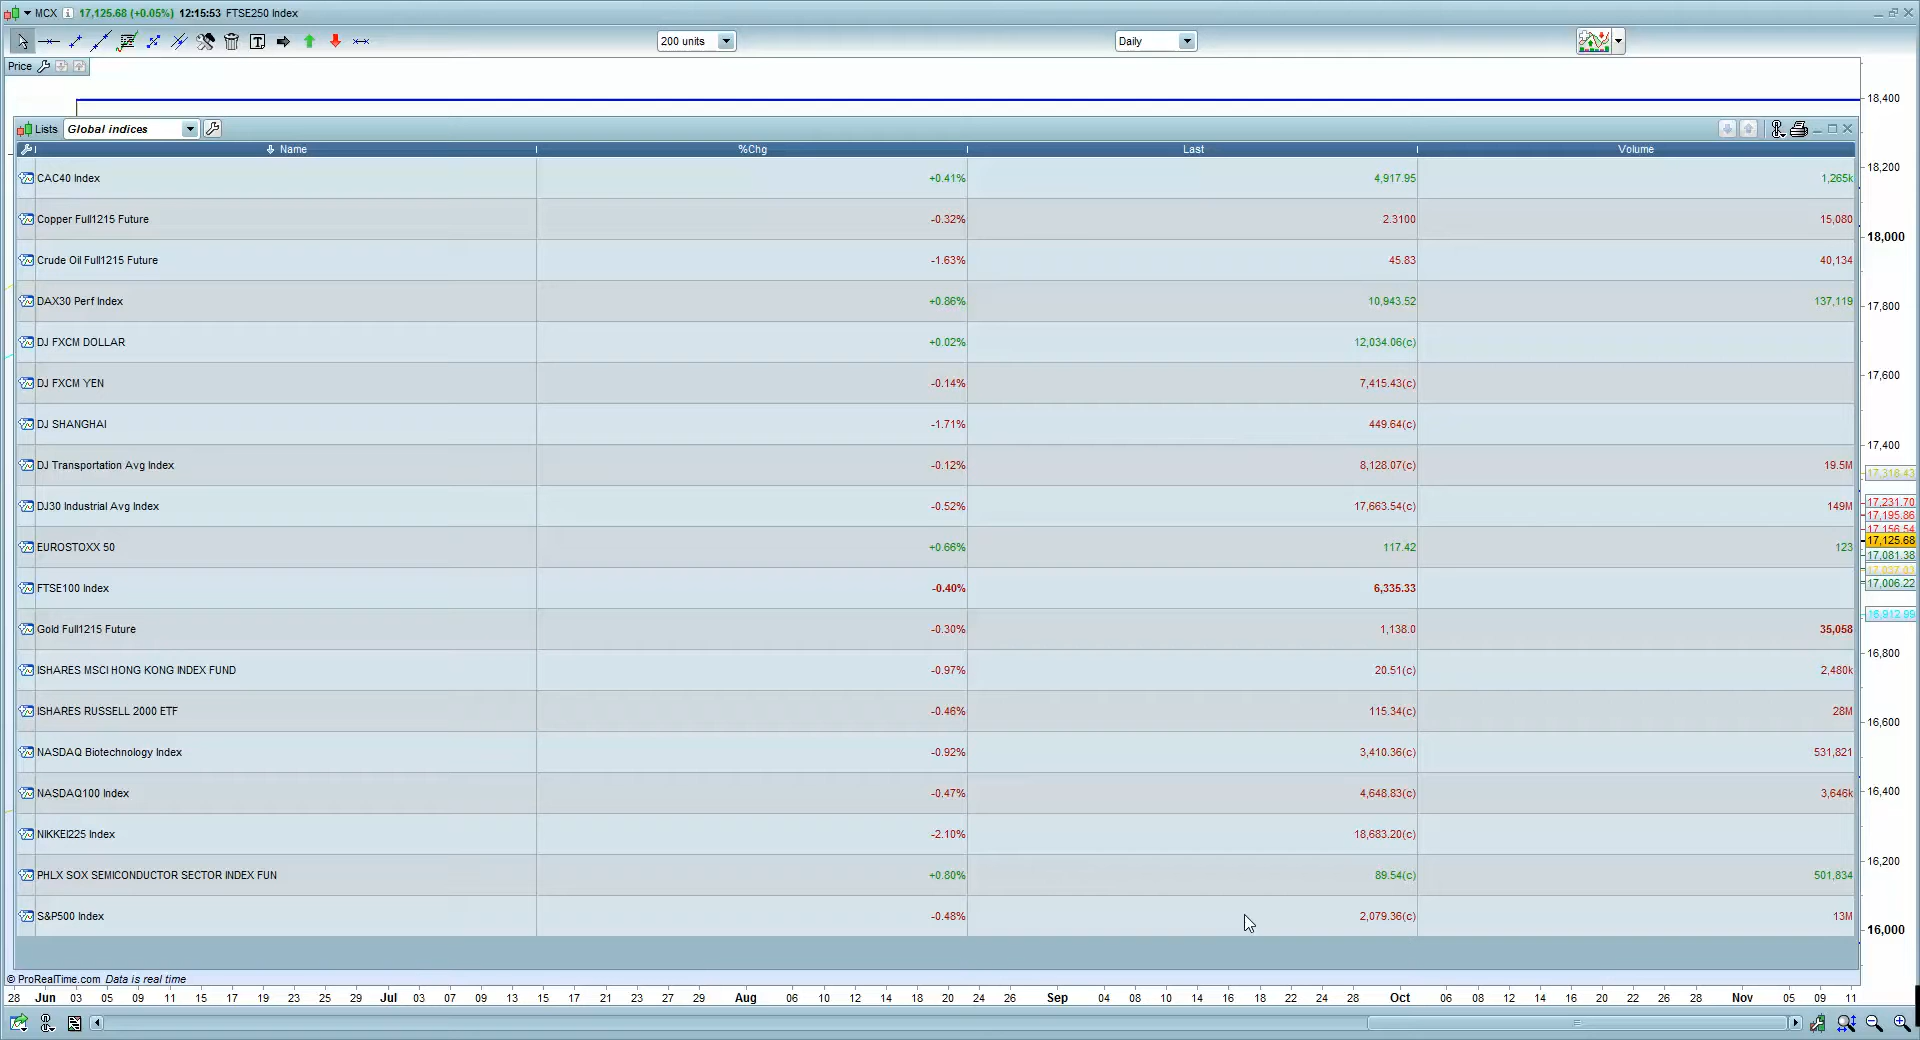 MCX 17,125.68 (+0.05%) 12:15:53 FTSE250 Index
200 units Daily
Price
18,400
Lists Global indices
Name %Chg Last Volume
CAC40 Index +0.41% 4,917.95 1,265k
18,200
Copper Full1215 Future -0.32% 2.3100 15,080
18,000
Crude Oil Full1215 Future -1.63% 45.83 40,134
DAX30 Perf Index +0.86% 10,943.52 137,119
17,800
DJ FXCM DOLLAR +0.02% 12,034.06(c)
17,600
DJ FXCM YEN -0.14% 7,415.43(c)
DJ SHANGHAI -1.71% 449.64(c)
17,400
DJ Transportation Avg Index -0.12% 8,128.07(c) 19.5M
17,318.43
DJ30 Industrial Avg Index -0.52% 17,663.54(c) 149M
17,231.70
17,195.86
17,156.54
17,125.68
EUROSTOXX 50 +0.66% 117.42 123
17,081.38
17,037.03
17,006.22
FTSE100 Index -0.40% 6,335.33
16,912.99
Gold Full1215 Future -0.30% 1,138.0 35,058
16,800
ISHARES MSCI HONG KONG INDEX FUND -0.97% 20.51(c) 2,480k
ISHARES RUSSELL 2000 ETF -0.46% 115.34(c) 28M
16,600
NASDAQ Biotechnology Index -0.92% 3,410.36(c) 531,821
NASDAQ100 Index -0.47% 4,648.83(c) 3,646k
16,400
NIKKEI225 Index -2.10% 18,683.20(c)
16,200
PHLX SOX SEMICONDUCTOR SECTOR INDEX FUN +0.80% 89.54(c) 501,834
S&P500 Index -0.48% 2,079.36(c) 13M
16,000
© ProRealTime.com Data is real time
28 Jun 03 05 09 11 15 17 19 23 25 29 Jul 03 07 09 13 15 17 21 23 27 29 Aug 06 10 12 14 18 20 24 26 Sep 04 08 10 14 16 18 22 24 28 Oct 06 08 12 14 16 20 22 26 28 Nov 05 09 11